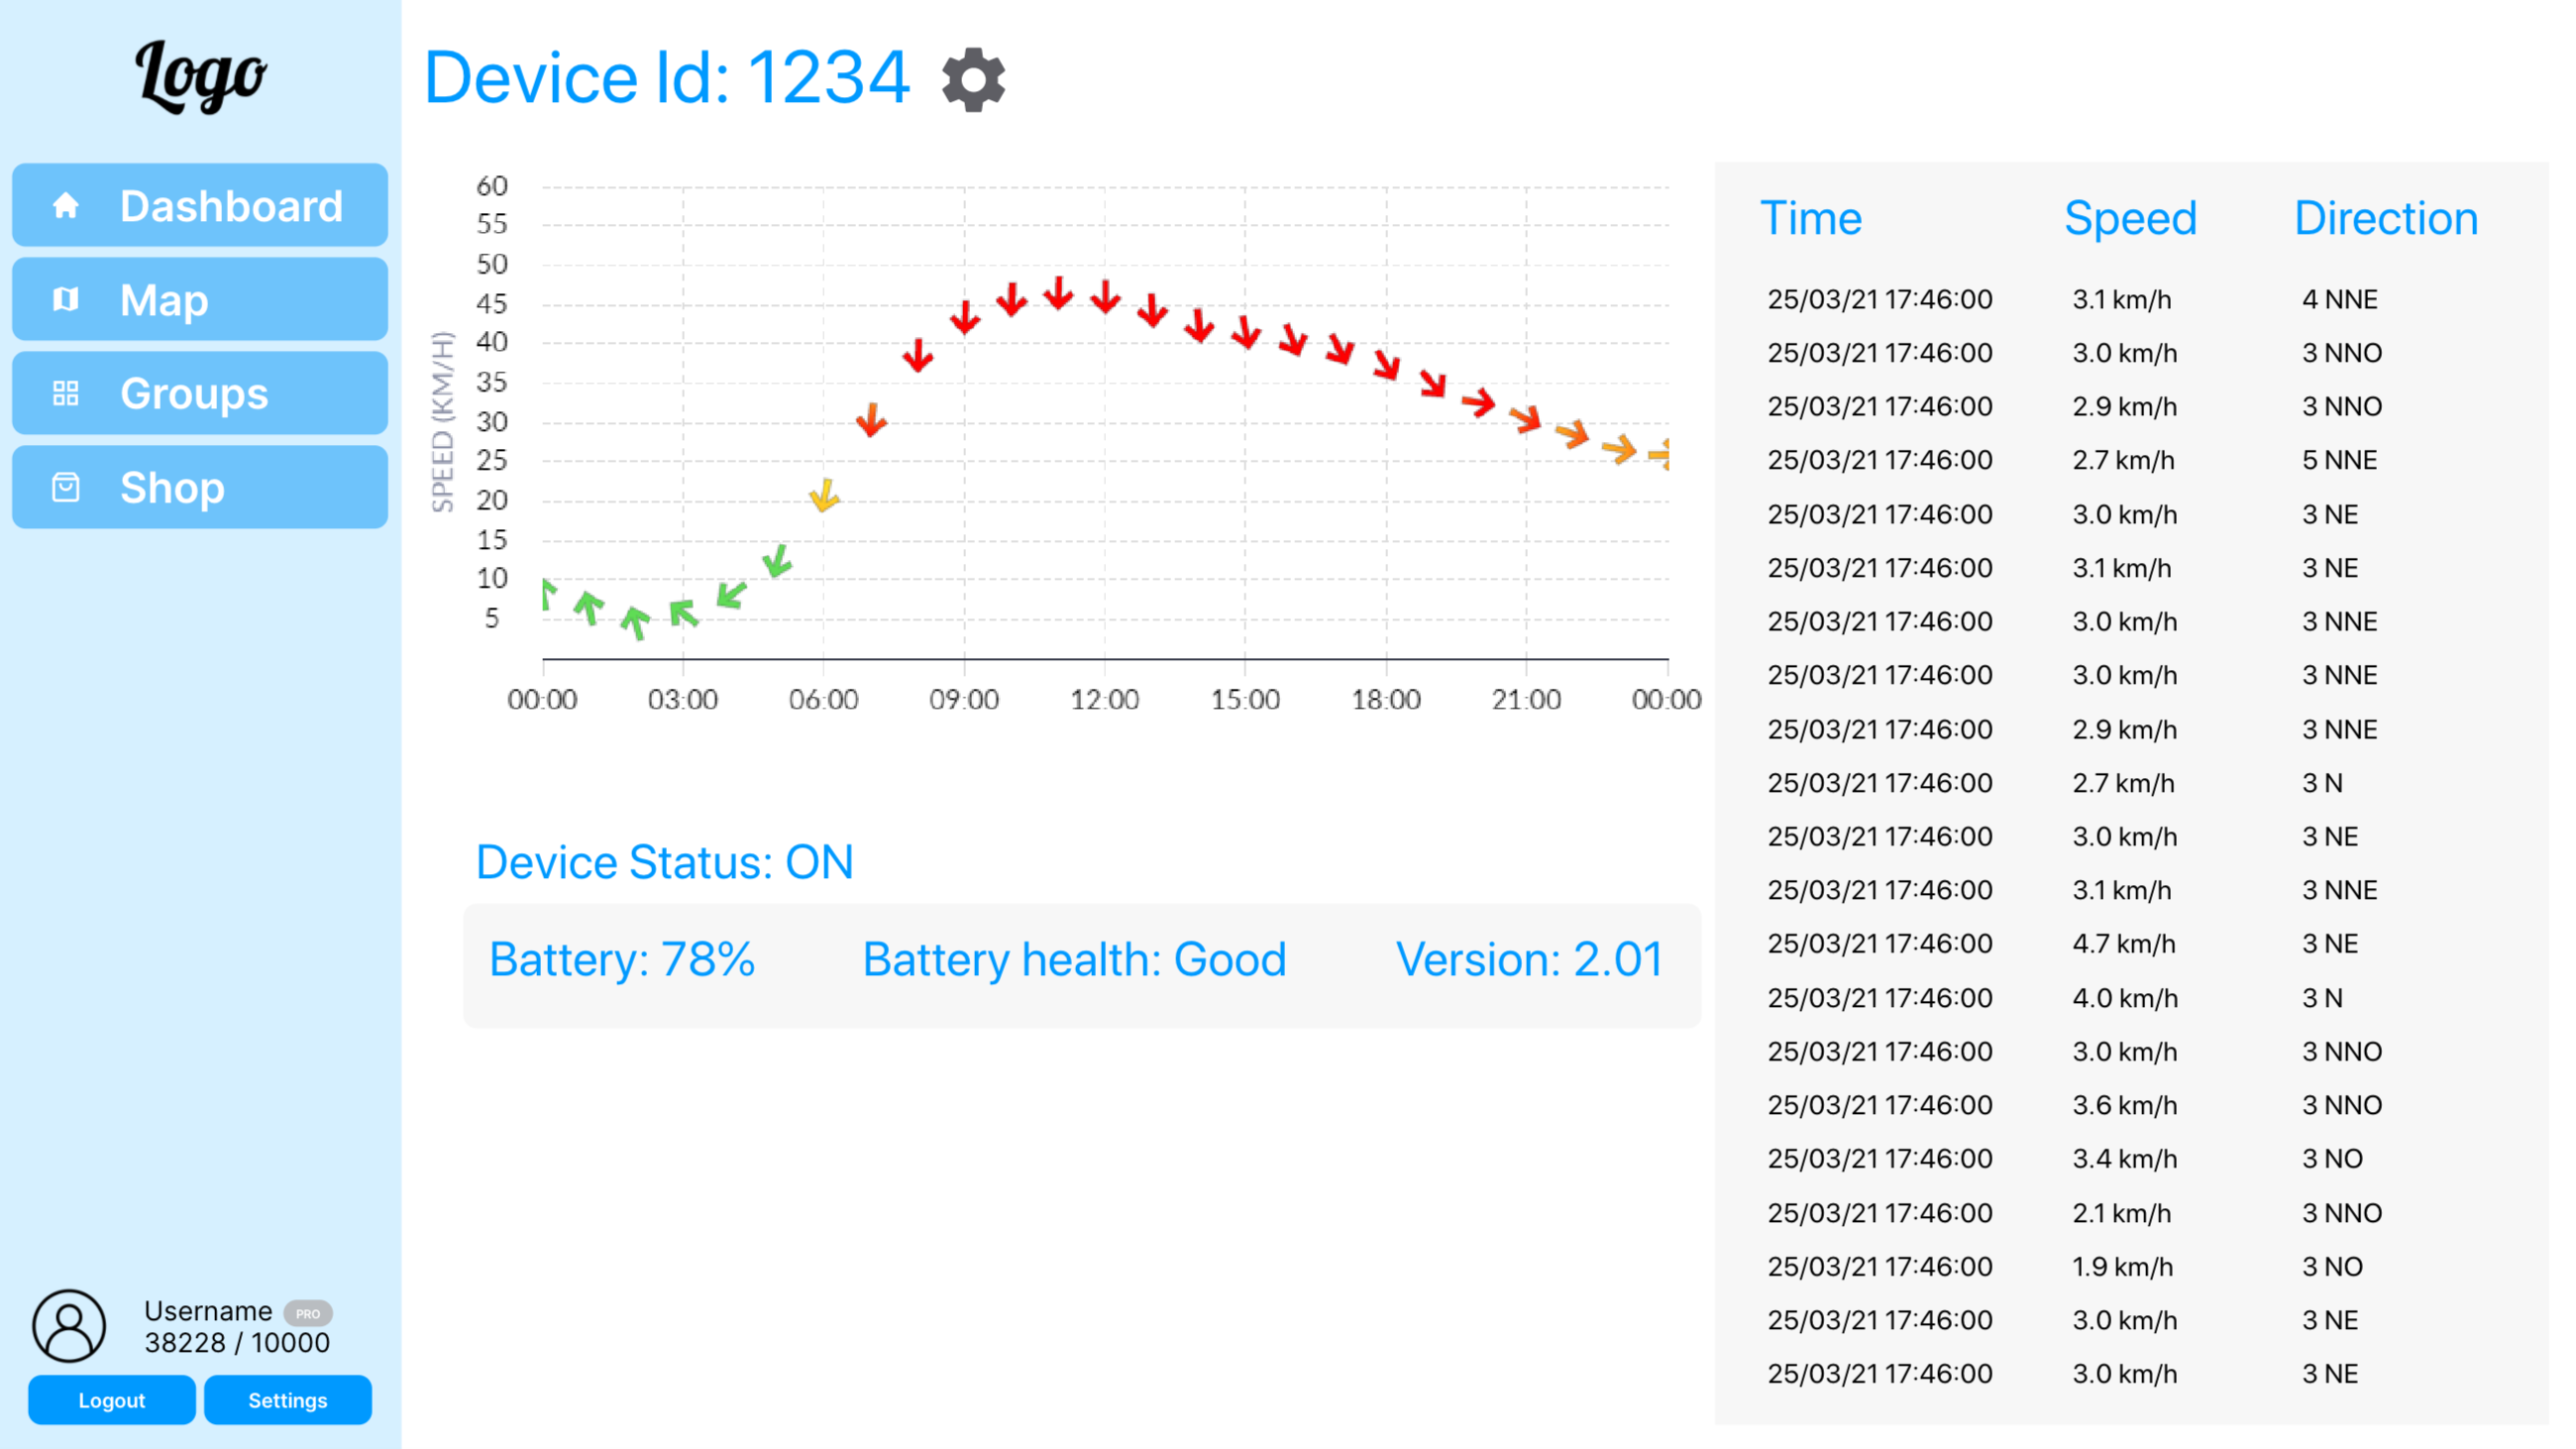 Logo
Dashboard
Map
Groups
Shop
Username PRO
38228 / 10000
Logout Settings
Device Id: 1234
SPEED (KM/H)
60
55
50
45
40
35
30
25
20
15
10
5
00:00 03:00 06:00 09:00 12:00 15:00 18:00 21:00 00:00
Device Status: ON
Battery: 78% Battery health: Good Version: 2.01
Time Speed Direction
25/03/21 17:46:00 3.1 km/h 4 NNE
25/03/21 17:46:00 3.0 km/h 3 NNO
25/03/21 17:46:00 2.9 km/h 3 NNO
25/03/21 17:46:00 2.7 km/h 5 NNE
25/03/21 17:46:00 3.0 km/h 3 NE
25/03/21 17:46:00 3.1 km/h 3 NE
25/03/21 17:46:00 3.0 km/h 3 NNE
25/03/21 17:46:00 3.0 km/h 3 NNE
25/03/21 17:46:00 2.9 km/h 3 NNE
25/03/21 17:46:00 2.7 km/h 3 N
25/03/21 17:46:00 3.0 km/h 3 NE
25/03/21 17:46:00 3.1 km/h 3 NNE
25/03/21 17:46:00 4.7 km/h 3 NE
25/03/21 17:46:00 4.0 km/h 3 N
25/03/21 17:46:00 3.0 km/h 3 NNO
25/03/21 17:46:00 3.6 km/h 3 NNO
25/03/21 17:46:00 3.4 km/h 3 NO
25/03/21 17:46:00 2.1 km/h 3 NNO
25/03/21 17:46:00 1.9 km/h 3 NO
25/03/21 17:46:00 3.0 km/h 3 NE
25/03/21 17:46:00 3.0 km/h 3 NE